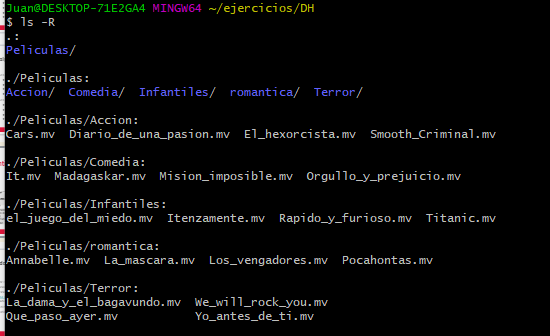 Juan@DESKTOP-71E2GA4 MINGW64 ~/ejercicios/DH
$ ls -R
.:
Peliculas/
./Peliculas:
Accion/  Comedia/  Infantiles/  romantica/  Terror/
./Peliculas/Accion:
Cars.mv  Diario_de_una_pasion.mv  El_hexorcista.mv  Smooth_Criminal.mv
./Peliculas/Comedia:
It.mv  Madagaskar.mv  Mision_imposible.mv  Orgullo_y_prejuicio.mv
./Peliculas/Infantiles:
el_juego_del_miedo.mv  Itenzamente.mv  Rapido_y_furioso.mv  Titanic.mv
./Peliculas/romantica:
Annabelle.mv  La_mascara.mv  Los_vengadores.mv  Pocahontas.mv
./Peliculas/Terror:
La_dama_y_el_bagavundo.mv  We_will_rock_you.mv
Que_paso_ayer.mv           Yo_antes_de_ti.mv